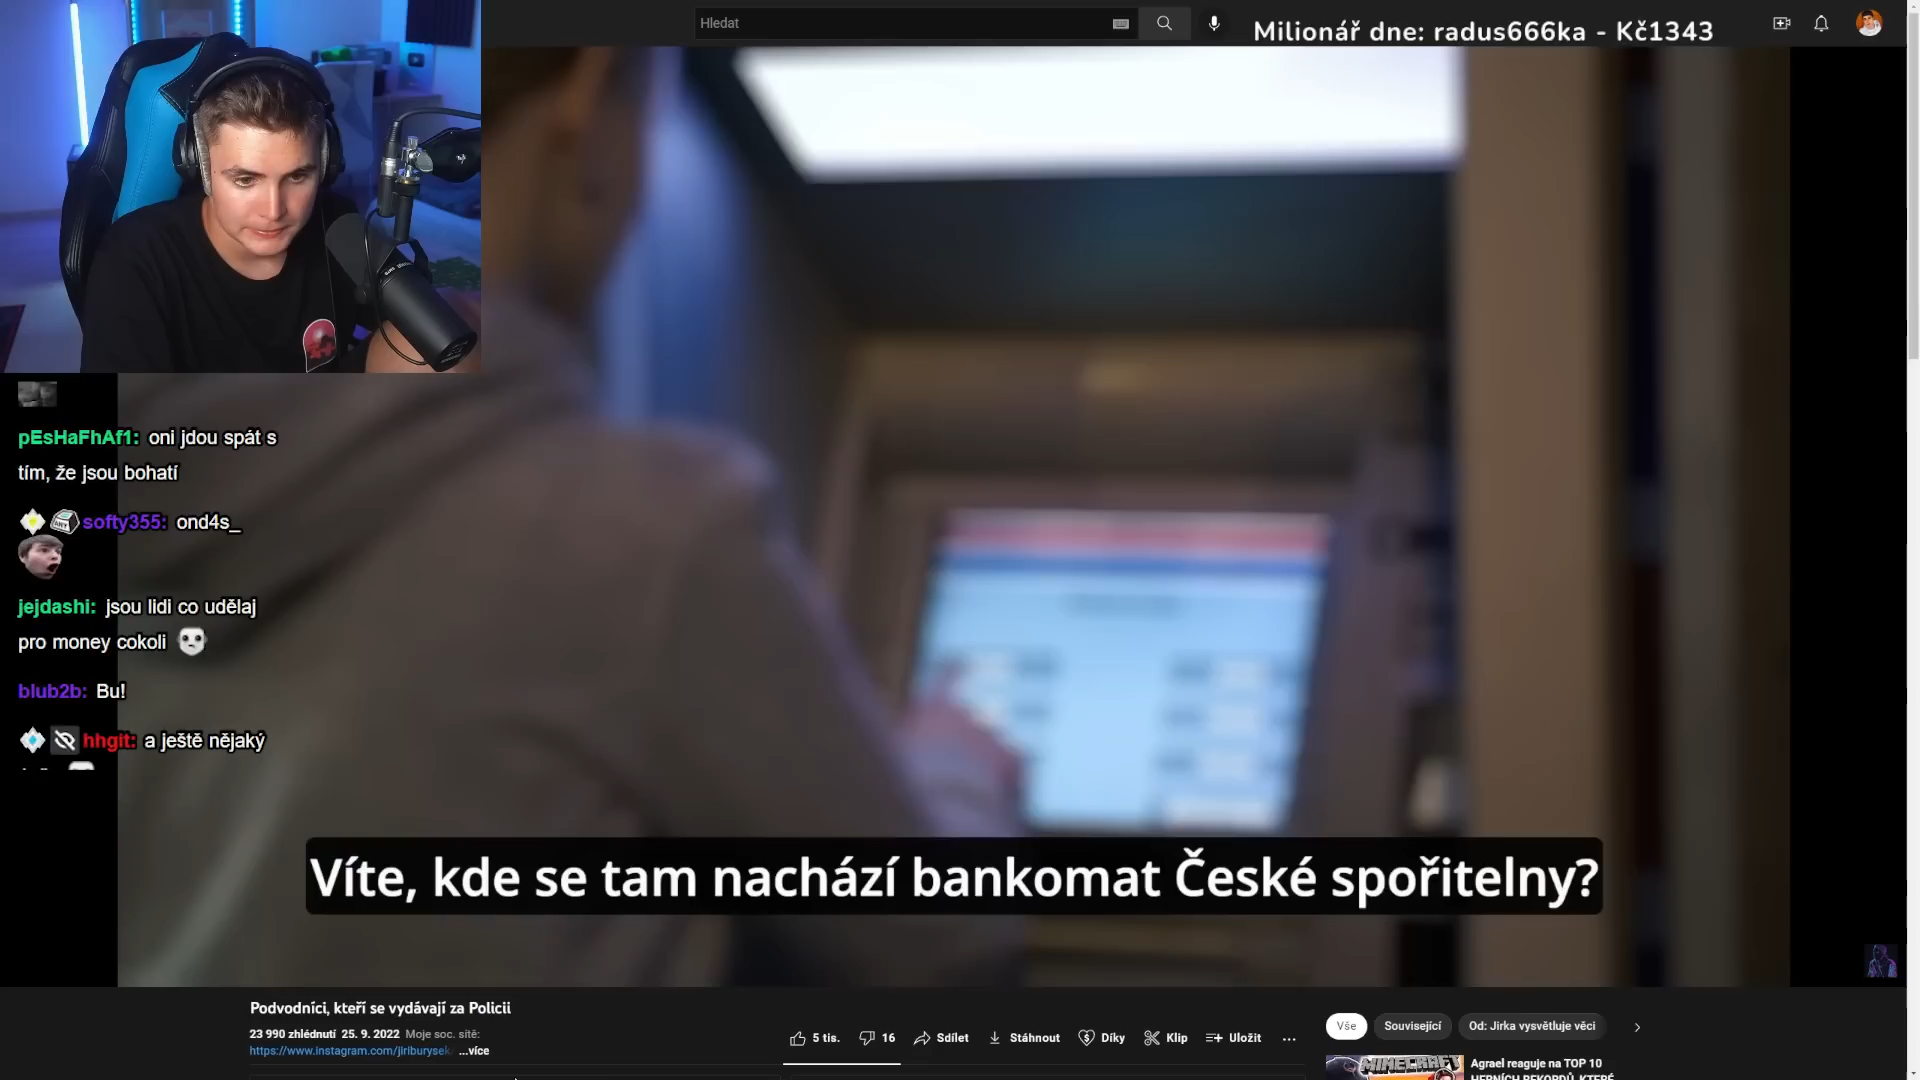 Hledat
Milionář dne: radus666ka - Kč1343
pEsHaFhAf1: oni jdou spát s
tím, že jsou bohatí
softy355: ond4s_
jejdashi: jsou lidi co udělaj
pro money cokoli
blub2b: Bu!
hhgit: a ještě nějaký
Víte, kde se tam nachází bankomat České spořitelny?
Podvodníci, kteří se vydávají za Policii
23 990 zhlédnutí 25. 9. 2022 Moje soc. sítě:
https://www.instagram.com/jiriburysek ...více
5 tis.
16
Sdílet
Stáhnout
Díky
Klip
Uložit
...
Vše
Související
Od: Jirka vysvětluje věci
MINECRAFT
Agrael reaguje na TOP 10
HERNÍCH REKORDŮ, KTERÉ